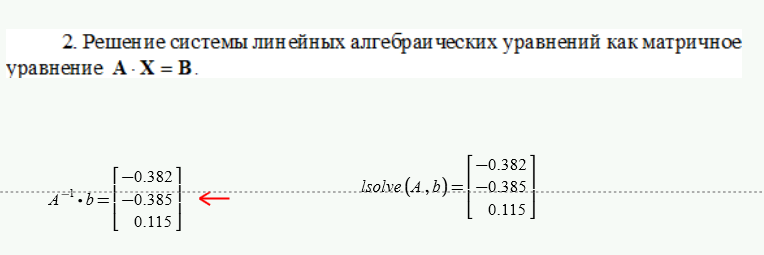 2. Решение системы линейных алгебраических уравнений как матричное
уравнение A · X = B.
A⁻¹ · b = [−0.382 −0.385 0.115]
lsolve(A, b) = [−0.382 −0.385 0.115]